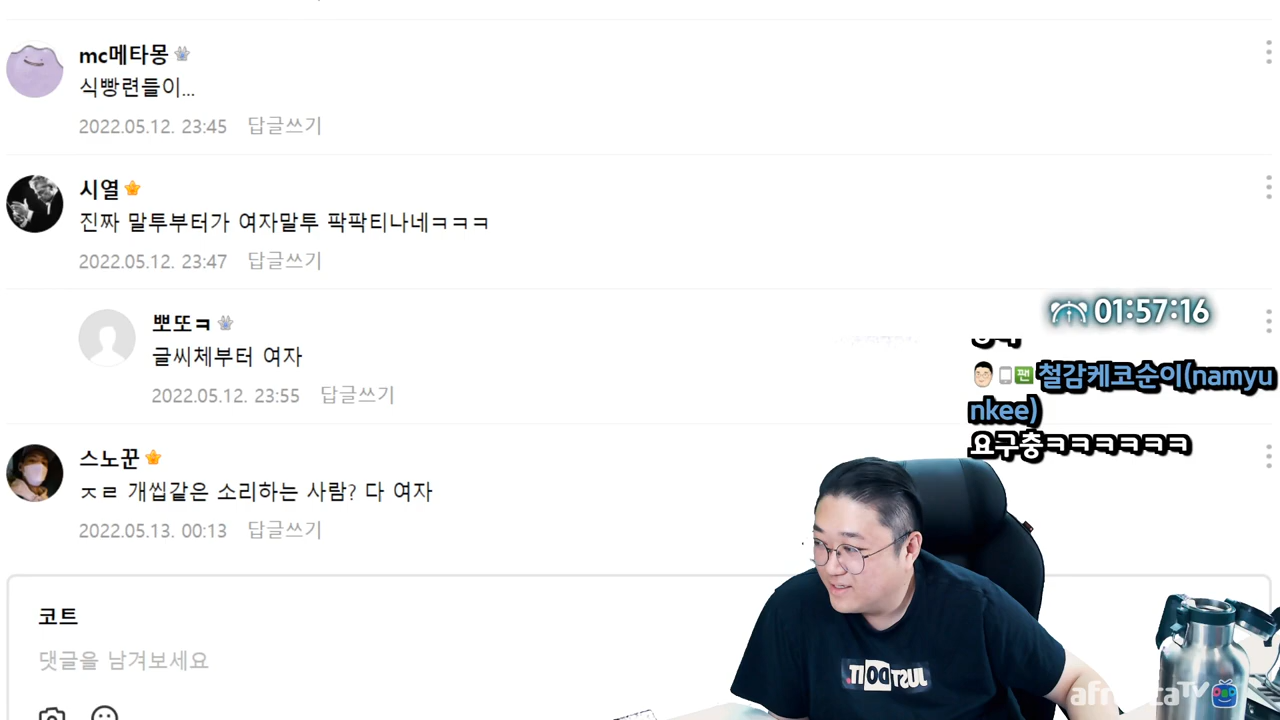 mc메타몽
식빵련들이...
2022.05.12. 23:45 답글쓰기
시열
진짜 말투부터가 여자말투 팍팍티나네ㅋㅋㅋ
2022.05.12. 23:47 답글쓰기
뽀또ㅋ
글씨체부터 여자
2022.05.12. 23:55 답글쓰기
01:57:16
팬 철감케코순이(namyu
nkee)
요구충ㅋㅋㅋㅋㅋㅋ
스노꾼
ㅈㄹ 개씹같은 소리하는 사람? 다 여자
2022.05.13. 00:13 답글쓰기
코트
댓글을 남겨보세요
JUST DO IT.
afreecaTV